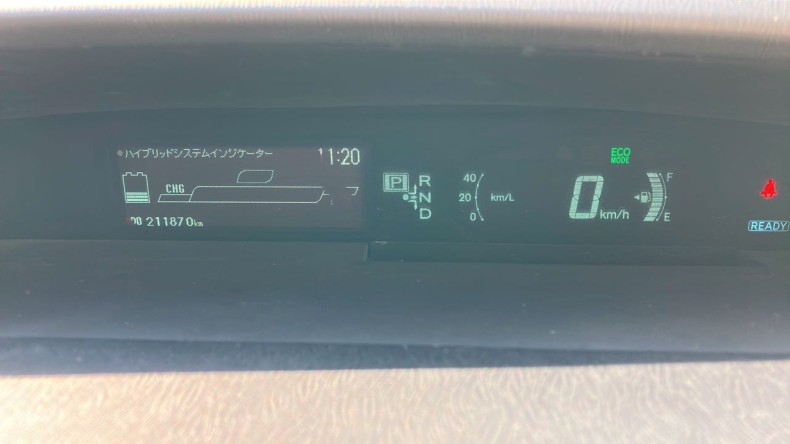 ハイブリッドシステムインジケーター 11:20
CHG
211870km
P R
N
D
40
20 km/L
0
ECO
MODE
0 km/h
F
E
READY